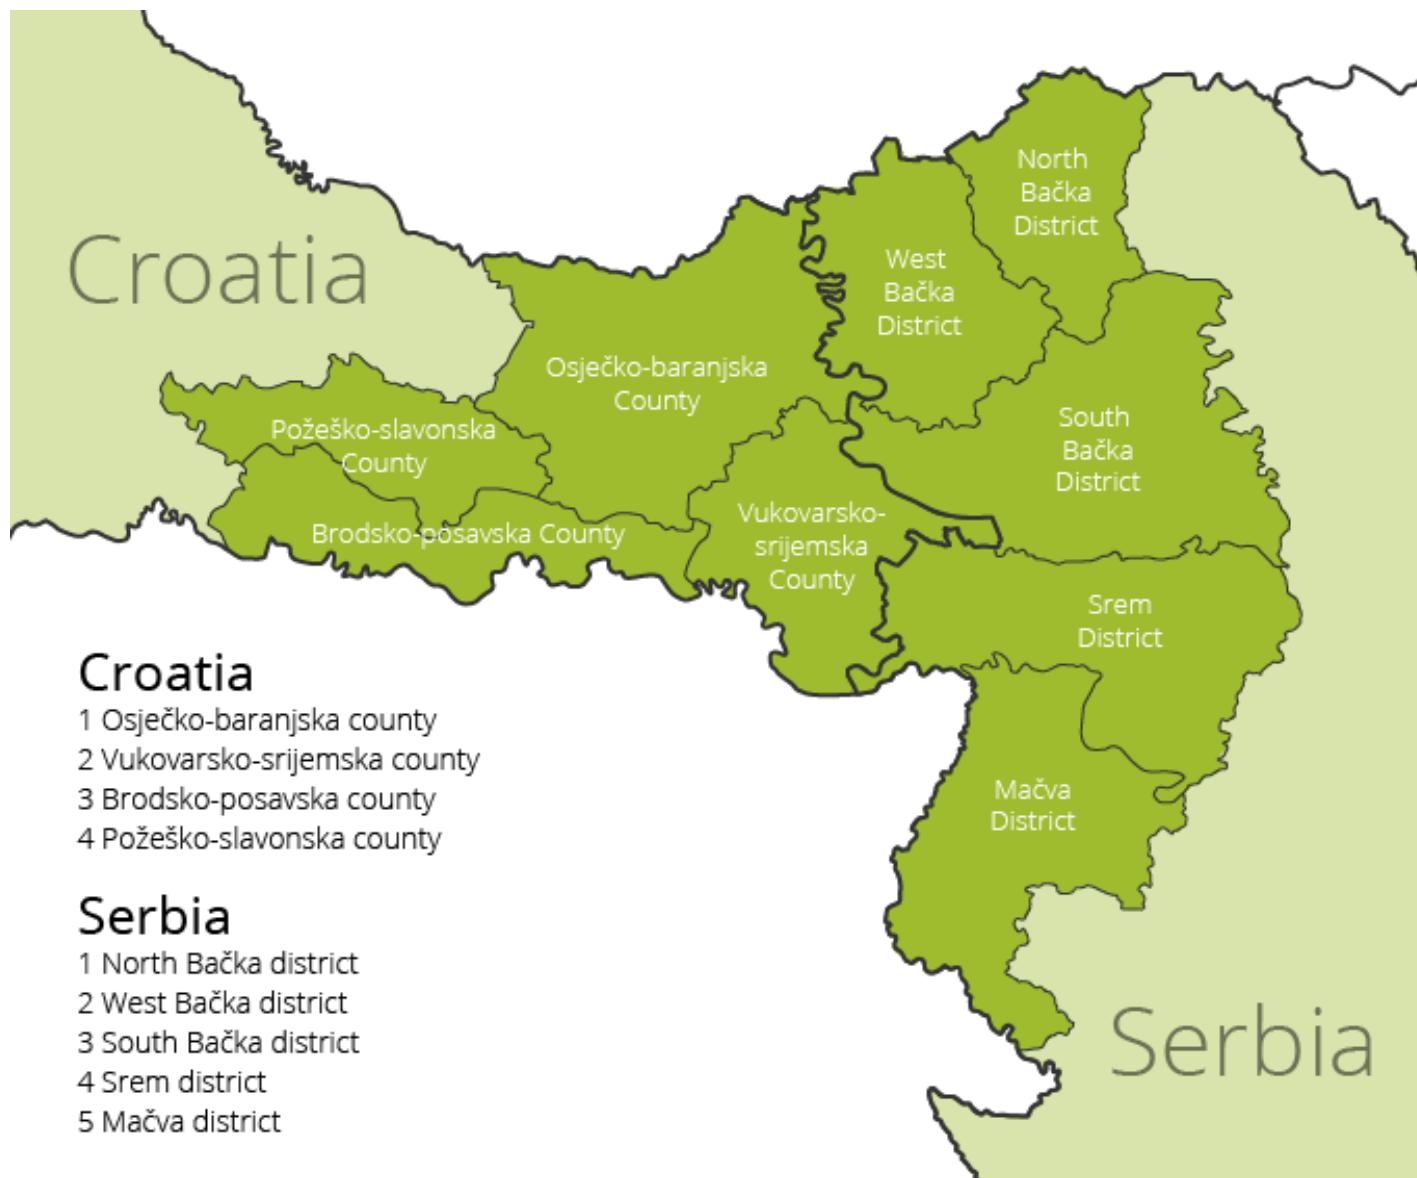 North
Bačka
District
Croatia
West
Bačka
District
Osječko-baranjska
County
South
Bačka
District
Požeško-slavonska
County
Vukovarsko-
srijemska
County
Brodsko-posavska County
Srem
District
Croatia
1 Osječko-baranjska county
2 Vukovarsko-srijemska county
3 Brodsko-posavska county
4 Požeško-slavonska county
Mačva
District
Serbia
1 North Bačka district
2 West Bačka district
3 South Bačka district
4 Srem district
5 Mačva district
Serbia